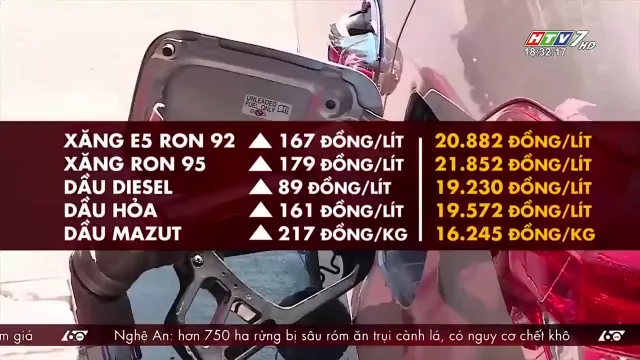 HTV7 HD
18:32:17
UNLEADED
FUEL ONLY
XĂNG E5 RON 92 ▲ 167 ĐỒNG/LÍT 20.882 ĐỒNG/LÍT
XĂNG RON 95 ▲ 179 ĐỒNG/LÍT 21.852 ĐỒNG/LÍT
DẦU DIESEL ▲ 89 ĐỒNG/LÍT 19.230 ĐỒNG/LÍT
DẦU HỎA ▲ 161 ĐỒNG/LÍT 19.572 ĐỒNG/LÍT
DẦU MAZUT ▲ 217 ĐỒNG/KG 16.245 ĐỒNG/KG
m giá 60 Nghệ An: hơn 750 ha rừng bị sâu róm ăn trụi cành lá, có nguy cơ chết khô 60